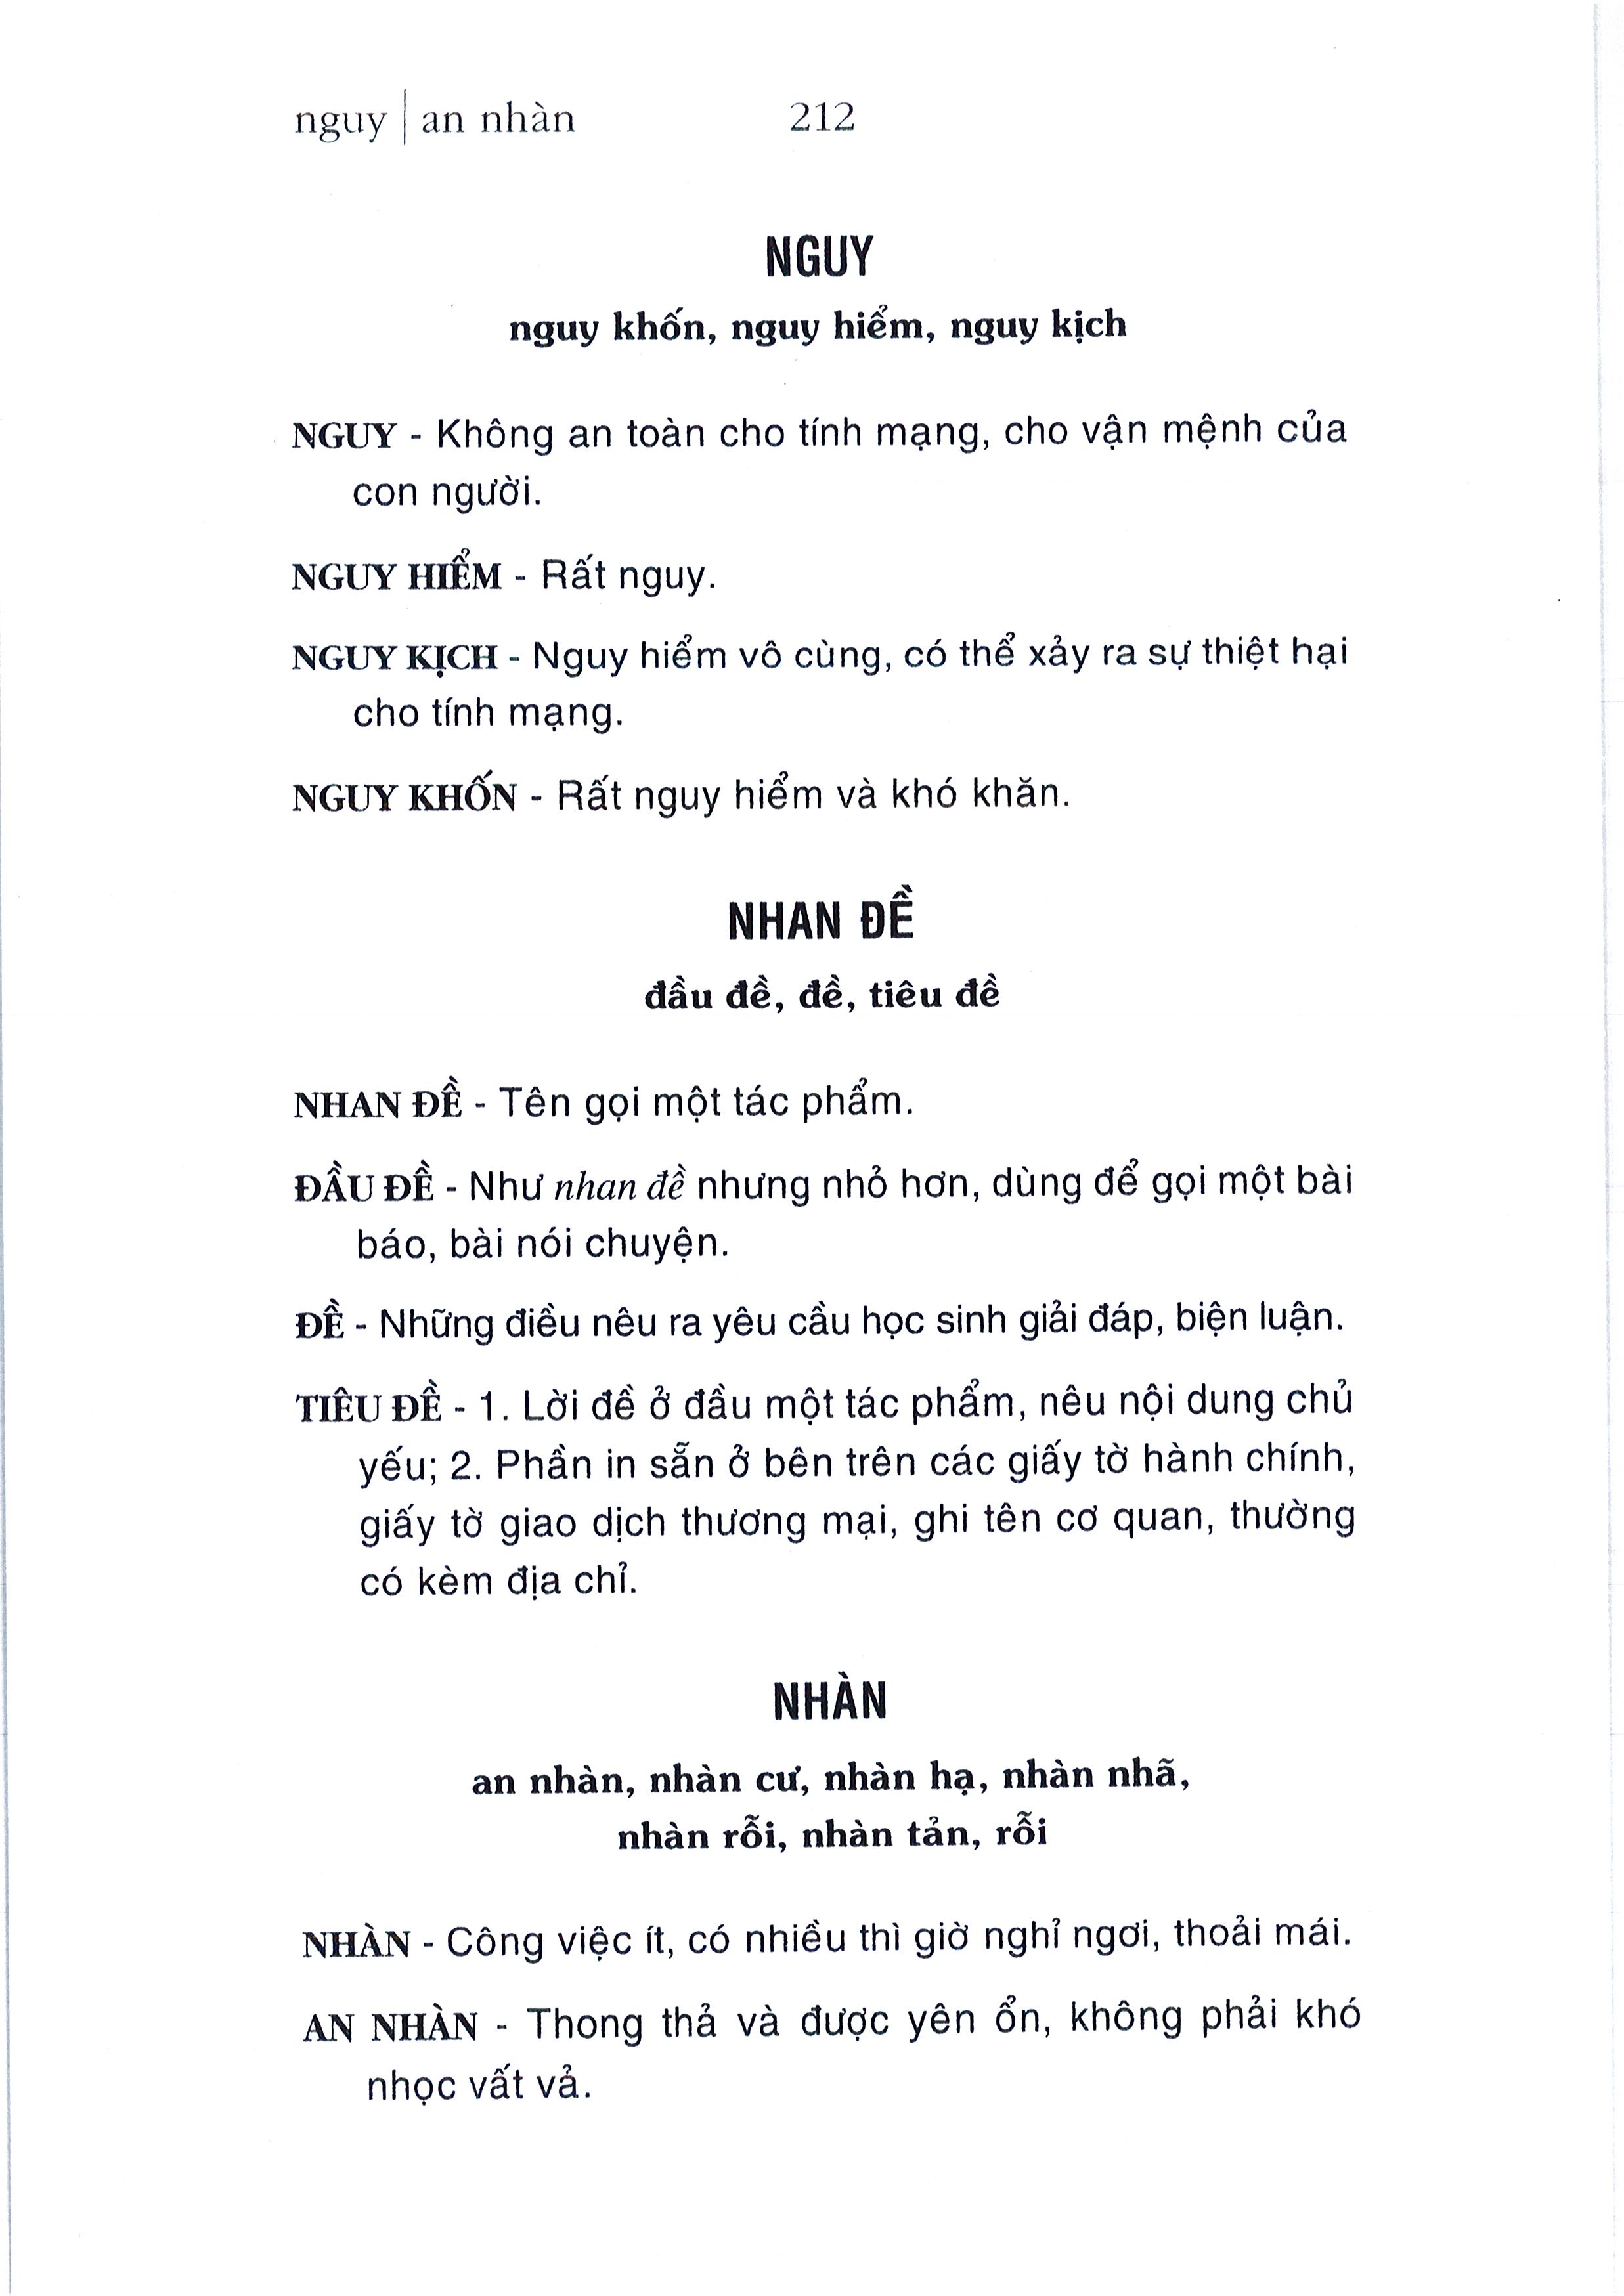 nguy | an nhàn 212
NGUY
nguy khốn, nguy hiểm, nguy kịch
NGUY - Không an toàn cho tính mạng, cho vận mệnh của
con người.
NGUY HIỂM - Rất nguy.
NGUY KỊCH - Nguy hiểm vô cùng, có thể xảy ra sự thiệt hại
cho tính mạng.
NGUY KHỐN - Rất nguy hiểm và khó khăn.
NHAN ĐỀ
đầu đề, đề, tiêu đề
NHAN ĐỀ - Tên gọi một tác phẩm.
ĐẦU ĐỀ - Như nhan đề nhưng nhỏ hơn, dùng để gọi một bài
báo, bài nói chuyện.
ĐỀ - Những điều nêu ra yêu cầu học sinh giải đáp, biện luận.
TIÊU ĐỀ - 1. Lời đề ở đầu một tác phẩm, nêu nội dung chủ
yếu; 2. Phần in sẵn ở bên trên các giấy tờ hành chính,
giấy tờ giao dịch thương mại, ghi tên cơ quan, thường
có kèm địa chỉ.
NHÀN
an nhàn, nhàn cư, nhàn hạ, nhàn nhã,
nhàn rỗi, nhàn tản, rỗi
NHÀN - Công việc ít, có nhiều thì giờ nghỉ ngơi, thoải mái.
AN NHÀN - Thong thả và được yên ổn, không phải khó
nhọc vất vả.